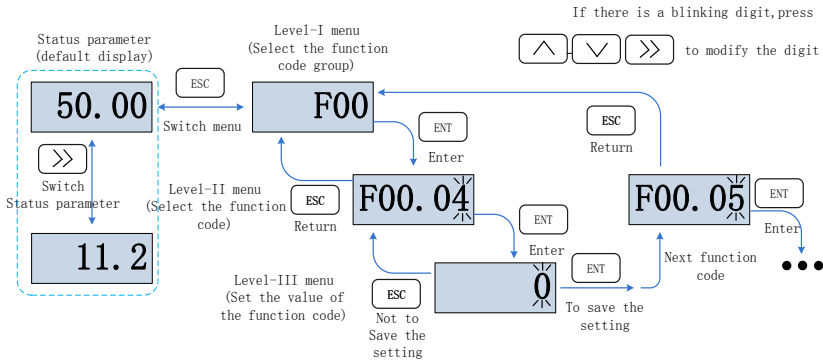 If there is a blinking digit,press
to modify the digit
Status parameter
(default display)
Level-I menu
(Select the function
code group)
ESC
50.00
F00
Switch menu
ESC
Return
ENT
Enter
Switch
Status parameter
Level-II menu
(Select the function
code)
ESC
Return
F00.04
F00.05
ENT
Enter
ENT
Enter
11.2
Level-III menu
(Set the value of
the function code)
0
ESC
Not to
Save the
setting
ENT
To save the
setting
Next function
code